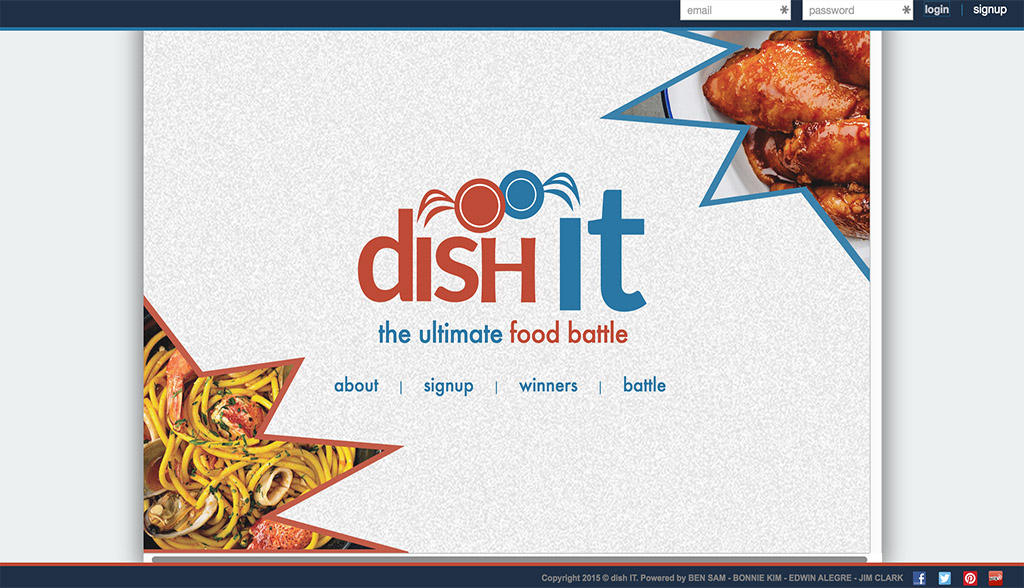 email * password * login | signup
dish it
the ultimate food battle
about | signup | winners | battle
Copyright 2015 © dish IT. Powered by BEN SAM - BONNIE KIM - EDWIN ALEGRE - JIM CLARK